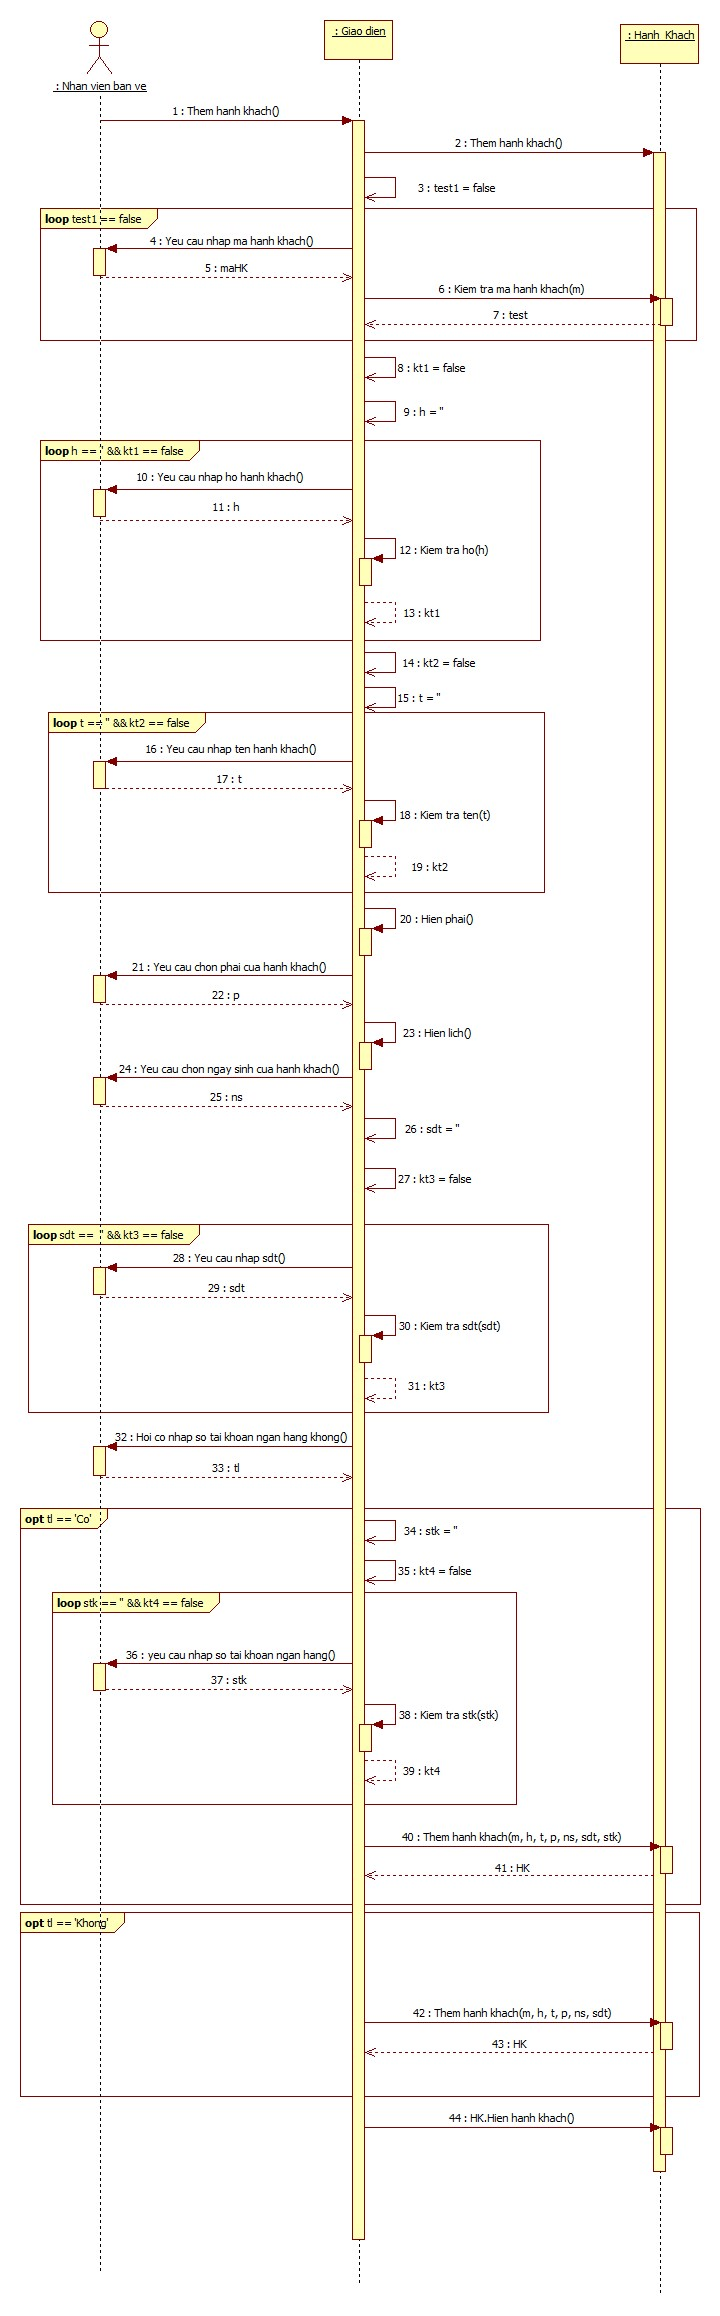 : Giao dien
: Hanh_Khach
: Nhan vien ban ve
1 : Them hanh khach()
2 : Them hanh khach()
3 : test1 = false
loop test1 == false
4 : Yeu cau nhap ma hanh khach()
5 : maHK
6 : Kiem tra ma hanh khach(m)
7 : test
8 : kt1 = false
9 : h = ''
loop h == '' && kt1 == false
10 : Yeu cau nhap ho hanh khach()
11 : h
12 : Kiem tra ho(h)
13 : kt1
14 : kt2 = false
15 : t = ''
loop t == '' && kt2 == false
16 : Yeu cau nhap ten hanh khach()
17 : t
18 : Kiem tra ten(t)
19 : kt2
20 : Hien phai()
21 : Yeu cau chon phai cua hanh khach()
22 : p
23 : Hien lich()
24 : Yeu cau chon ngay sinh cua hanh khach()
25 : ns
26 : sdt = ''
27 : kt3 = false
loop sdt == '' && kt3 == false
28 : Yeu cau nhap sdt()
29 : sdt
30 : Kiem tra sdt(sdt)
31 : kt3
32 : Hoi co nhap so tai khoan ngan hang khong()
33 : tl
opt tl == 'Co'
34 : stk = ''
35 : kt4 = false
loop stk == '' && kt4 == false
36 : yeu cau nhap so tai khoan ngan hang()
37 : stk
38 : Kiem tra stk(stk)
39 : kt4
40 : Them hanh khach(m, h, t, p, ns, sdt, stk)
41 : HK
opt tl == 'Khong'
42 : Them hanh khach(m, h, t, p, ns, sdt)
43 : HK
44 : HK.Hien hanh khach()